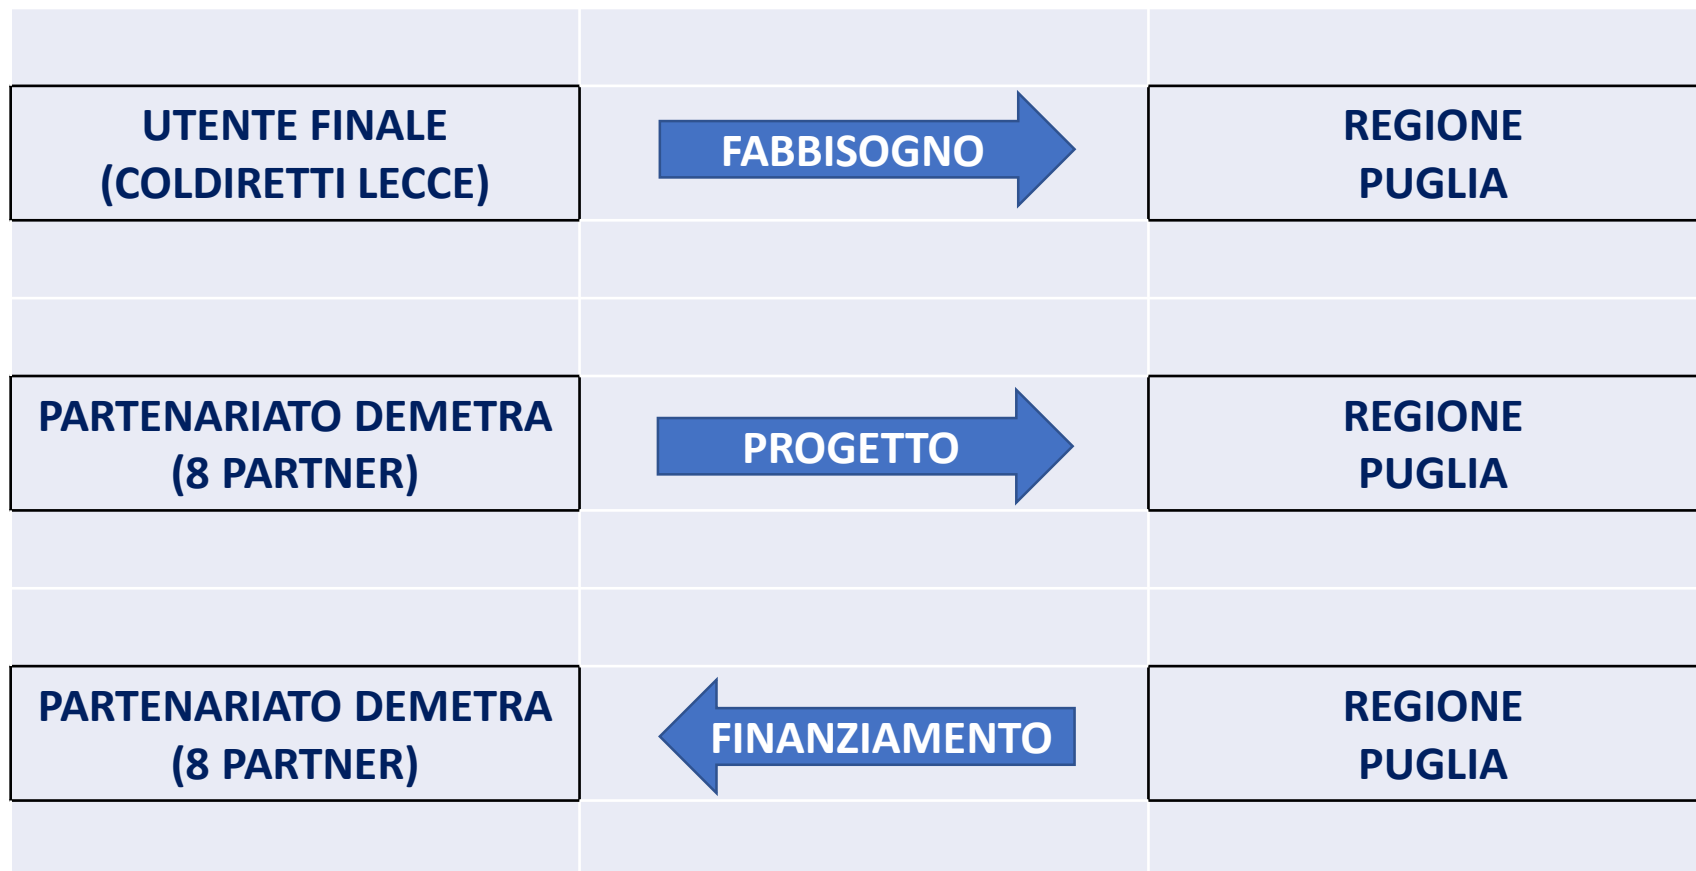 UTENTE FINALE
(COLDIRETTI LECCE)
FABBISOGNO
REGIONE
PUGLIA
PARTENARIATO DEMETRA
(8 PARTNER)
PROGETTO
REGIONE
PUGLIA
PARTENARIATO DEMETRA
(8 PARTNER)
FINANZIAMENTO
REGIONE
PUGLIA